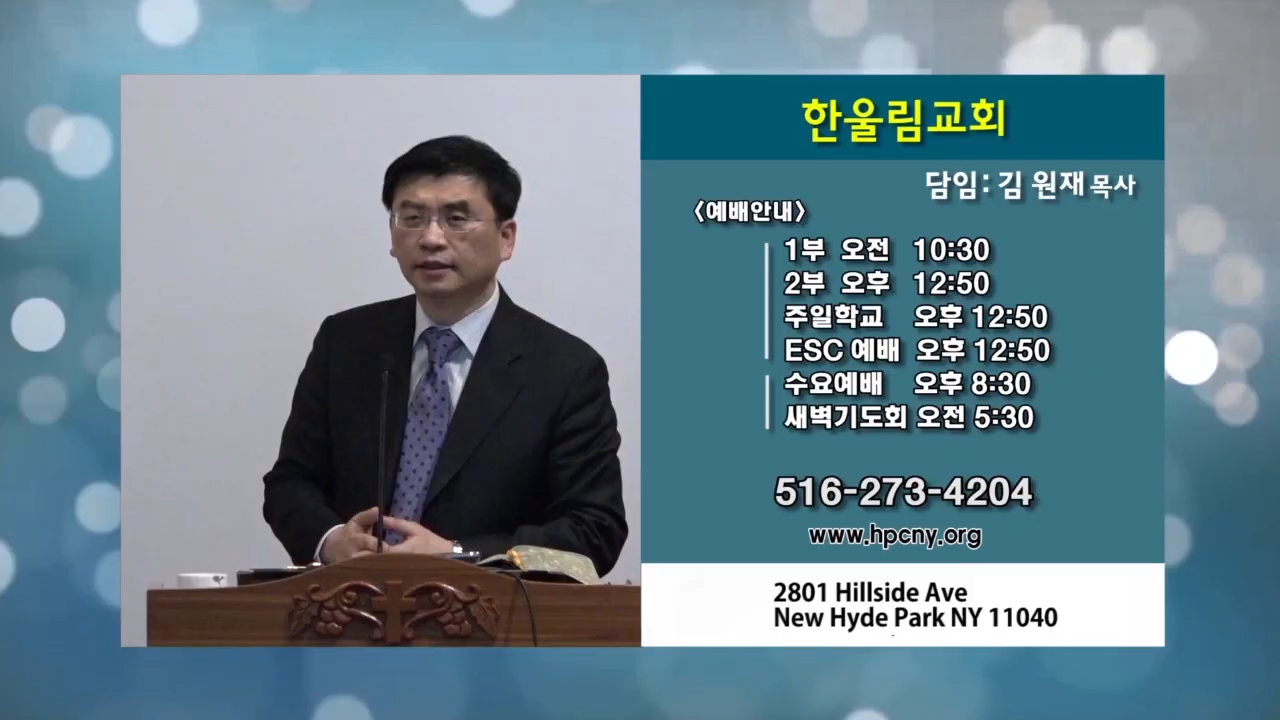 한울림교회
담임: 김 원재 목사
<예배안내>
1부 오전 10:30
2부 오후 12:50
주일학교 오후 12:50
ESC 예배 오후 12:50
수요예배 오후 8:30
새벽기도회 오전 5:30
516-273-4204
www.hpcny.org
2801 Hillside Ave
New Hyde Park NY 11040